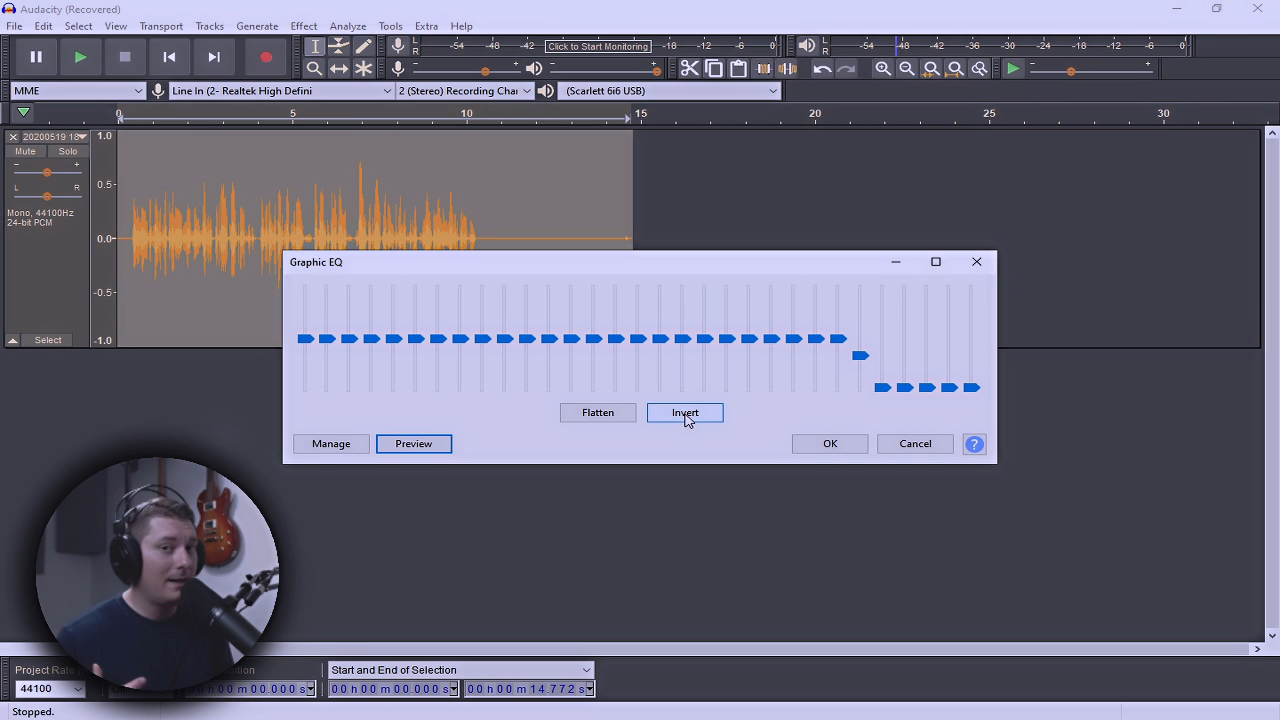 Audacity (Recovered)
File Edit Select View Transport Tracks Generate Effect Analyze Tools Extra Help
L R -54 -48 -42 Click to Start Monitoring -18 -12 -6 0 L R -54 -48 -42 -36 -30 -24 -18 -12 -6 0
- + - + - +
MME Line In (2- Realtek High Defini 2 (Stereo) Recording Chan (Scarlett 6i6 USB)
0 5 10 15 20 25 30
20200519 18 1.0
Mute Solo
- +
0.5
L R
Mono, 44100Hz
24-bit PCM
0.0
-0.5
Select -1.0
Graphic EQ
Flatten Invert
Manage Preview OK Cancel ?
Project Rate Start and End of Selection
44100 00 h 00 m 00.000 s 00 h 00 m 00.000 s 00 h 00 m 14.772 s
Stopped.